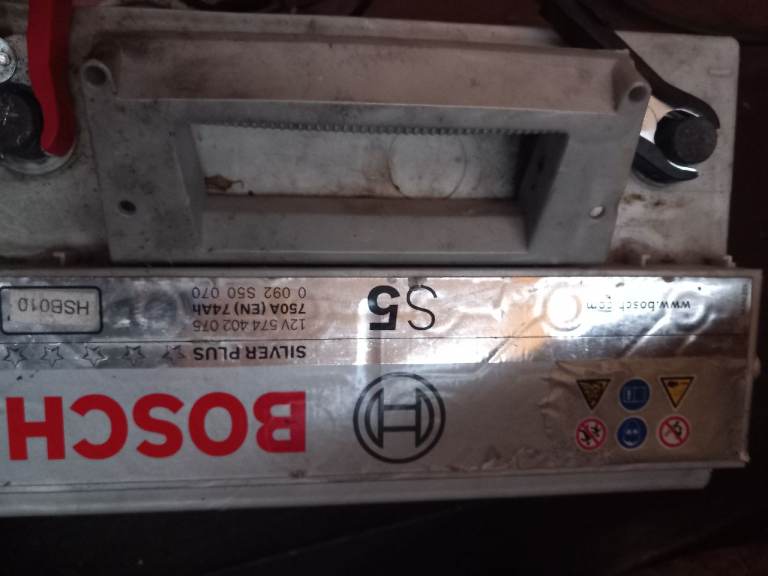 BOSCH
SILVER PLUS
www.bosch.com
S5
12V 574 402 075
750A (EN) 74Ah
0 092 S50 070
HSB010